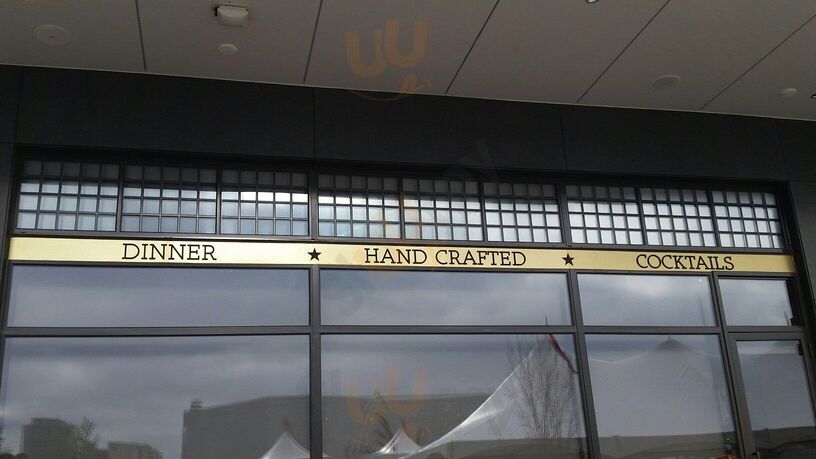 DINNER ★ HAND CRAFTED ★ COCKTAILS